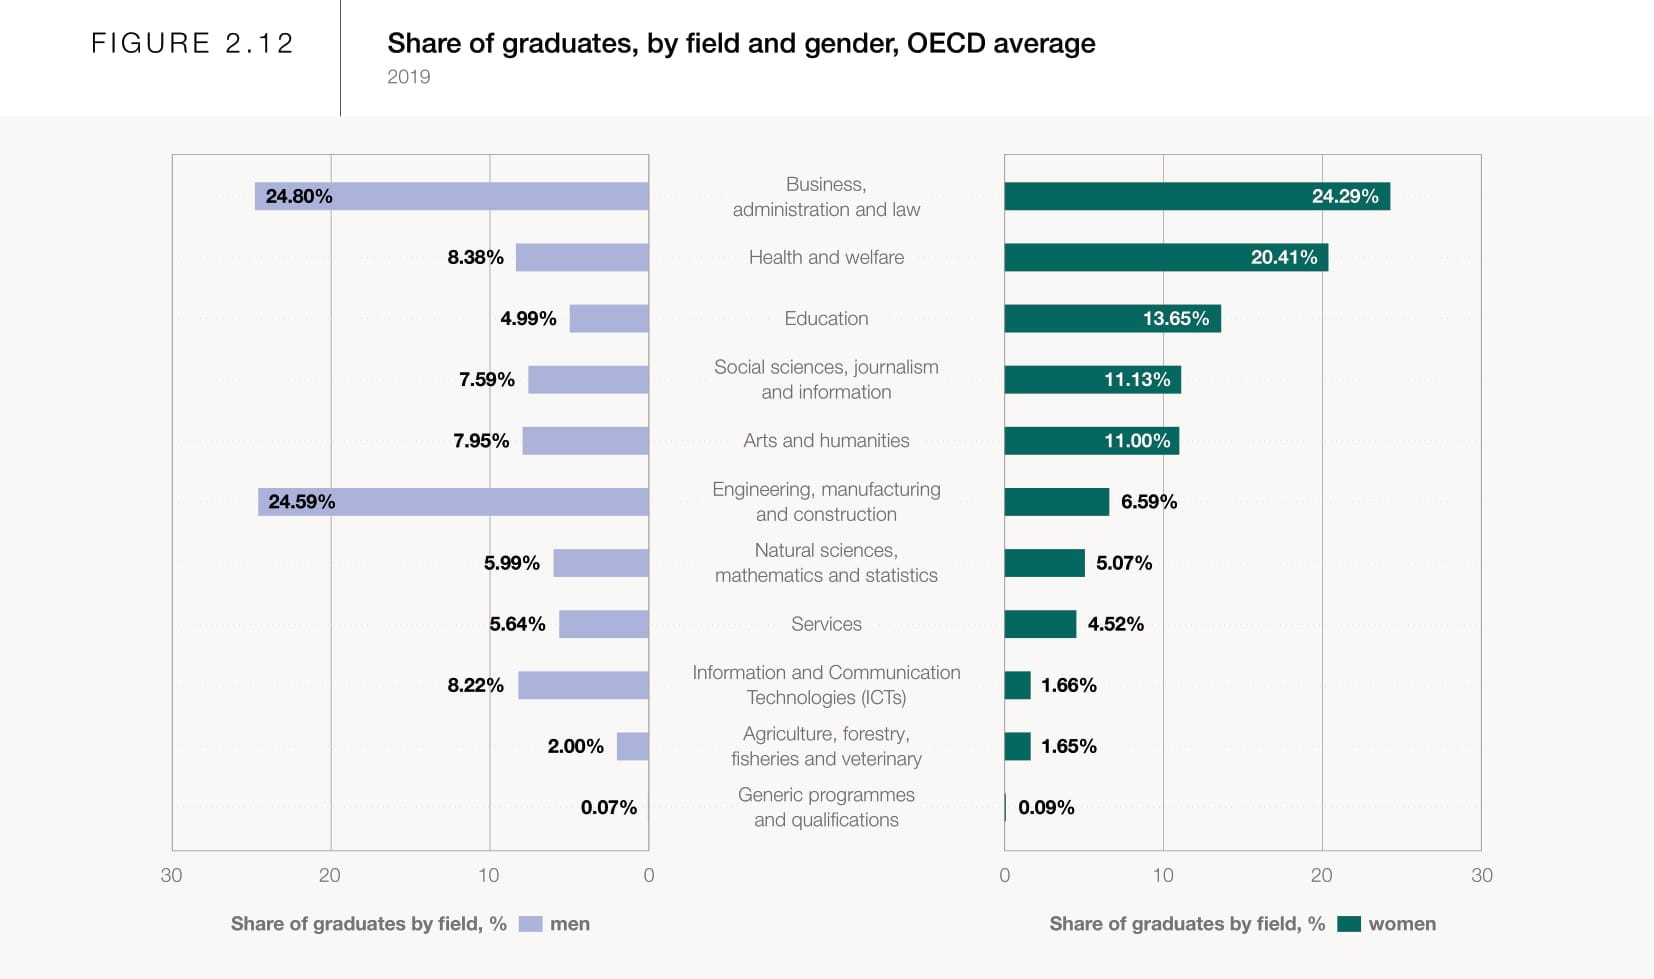 FIGURE 2.12
Share of graduates, by field and gender, OECD average
2019
24.80%
Business,
administration and law
24.29%
8.38%
Health and welfare
20.41%
4.99%
Education
13.65%
7.59%
Social sciences, journalism
and information
11.13%
7.95%
Arts and humanities
11.00%
24.59%
Engineering, manufacturing
and construction
6.59%
5.99%
Natural sciences,
mathematics and statistics
5.07%
5.64%
Services
4.52%
8.22%
Information and Communication
Technologies (ICTs)
1.66%
2.00%
Agriculture, forestry,
fisheries and veterinary
1.65%
0.07%
Generic programmes
and qualifications
0.09%
30 20 10 0 0 10 20 30
Share of graduates by field, % men
Share of graduates by field, % women